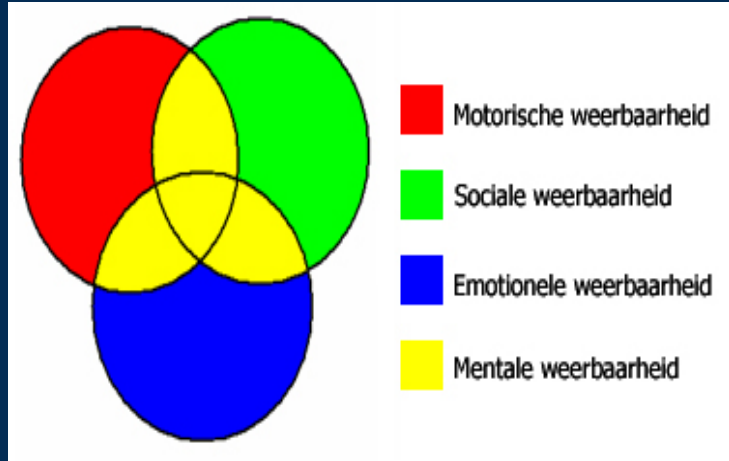 Motorische weerbaarheid
Sociale weerbaarheid
Emotionele weerbaarheid
Mentale weerbaarheid